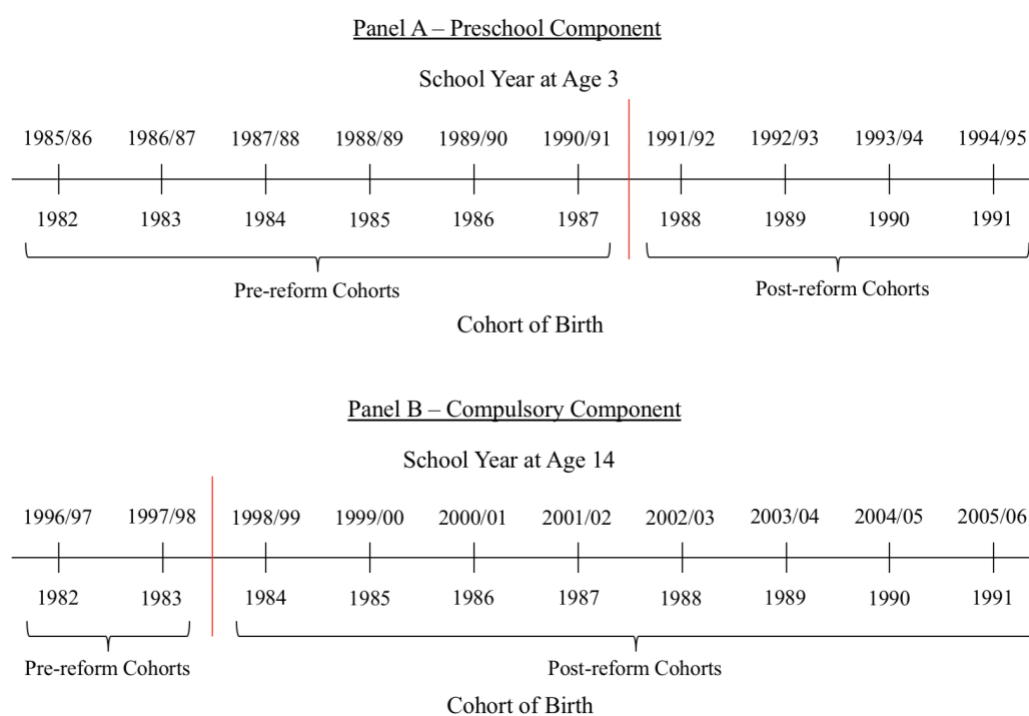 Panel A – Preschool Component
School Year at Age 3
1985/86 1986/87 1987/88 1988/89 1989/90 1990/91 1991/92 1992/93 1993/94 1994/95
1982 1983 1984 1985 1986 1987 1988 1989 1990 1991
Pre-reform Cohorts Post-reform Cohorts
Cohort of Birth
Panel B – Compulsory Component
School Year at Age 14
1996/97 1997/98 1998/99 1999/00 2000/01 2001/02 2002/03 2003/04 2004/05 2005/06
1982 1983 1984 1985 1986 1987 1988 1989 1990 1991
Pre-reform Cohorts Post-reform Cohorts
Cohort of Birth